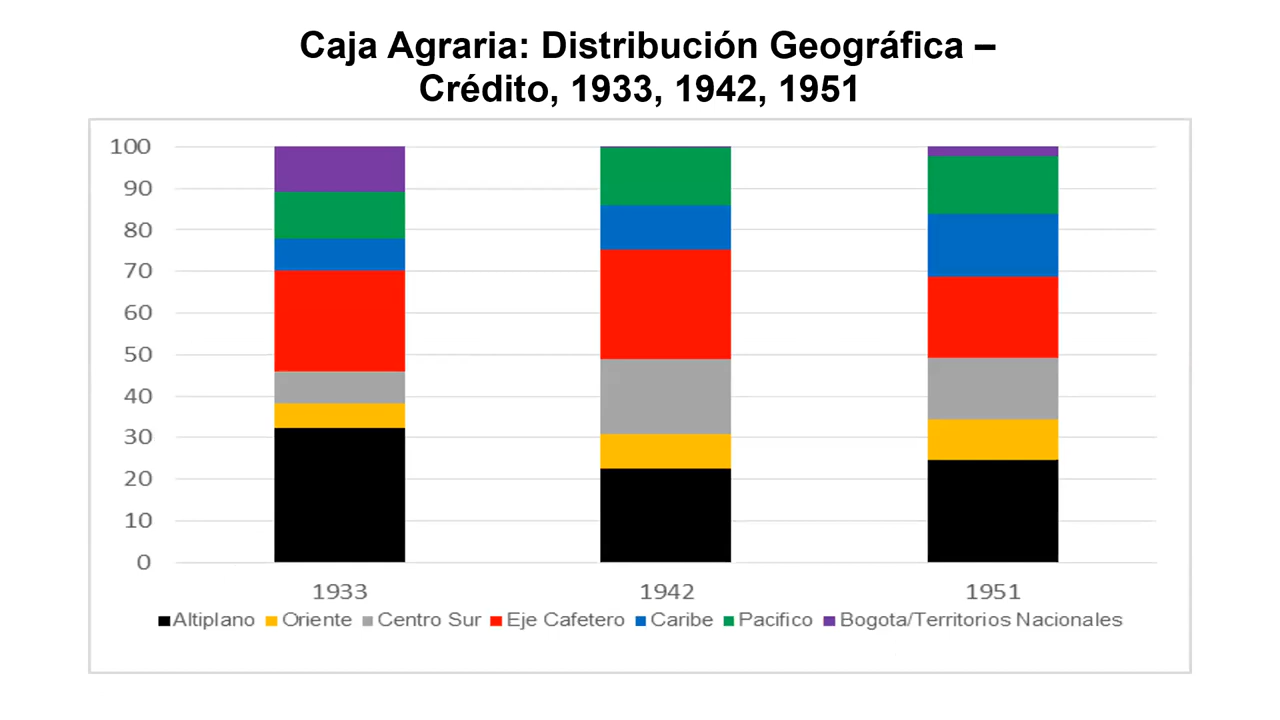 Caja Agraria: Distribución Geográfica –
Crédito, 1933, 1942, 1951
100
90
80
70
60
50
40
30
20
10
0
1933 1942 1951
Altiplano Oriente Centro Sur Eje Cafetero Caribe Pacifico Bogota/Territorios Nacionales